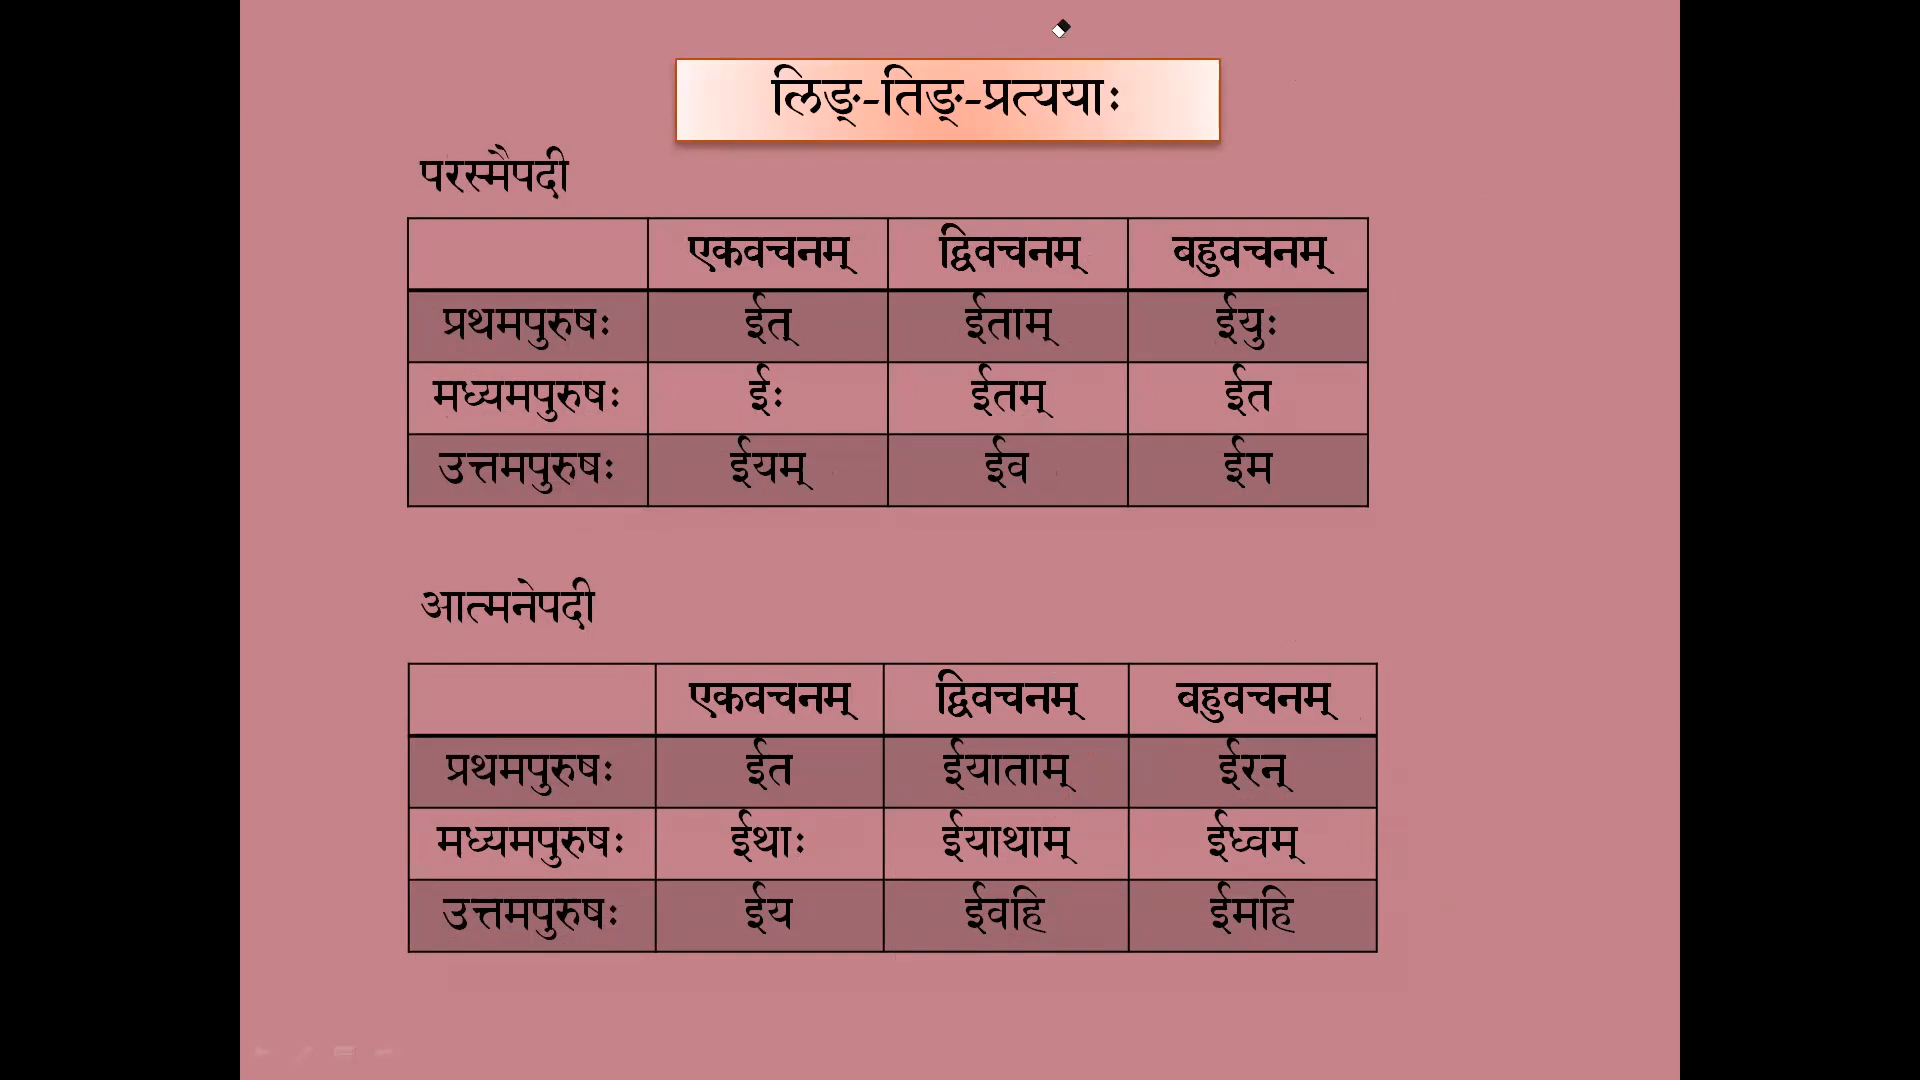 लिङ्-तिङ्-प्रत्ययाः
परस्मैपदी
एकवचनम् द्विवचनम् बहुवचनम्
प्रथमपुरुषः ईत् ईताम् ईयुः
मध्यमपुरुषः ईः ईतम् ईत
उत्तमपुरुषः ईयम् ईव ईम
आत्मनेपदी
एकवचनम् द्विवचनम् बहुवचनम्
प्रथमपुरुषः ईत ईयाताम् ईरन्
मध्यमपुरुषः ईथाः ईयाथाम् ईध्वम्
उत्तमपुरुषः ईय ईवहि ईमहि